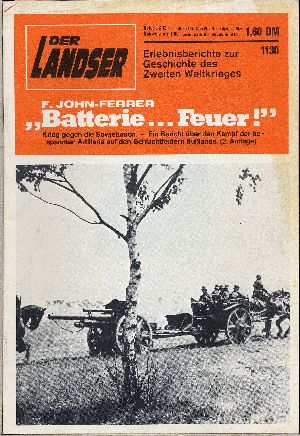 DER
LANDSER
1,60 DM
1130
Erlebnisberichte zur
Geschichte des
Zweiten Weltkrieges
F. JOHN-FERRER
„Batterie...Feuer!"
Krieg gegen die Sowjetunion. – Ein Bericht über den Kampf der be-
spannten Artillerie auf den Schlachtfeldern Rußlands. (2. Auflage)